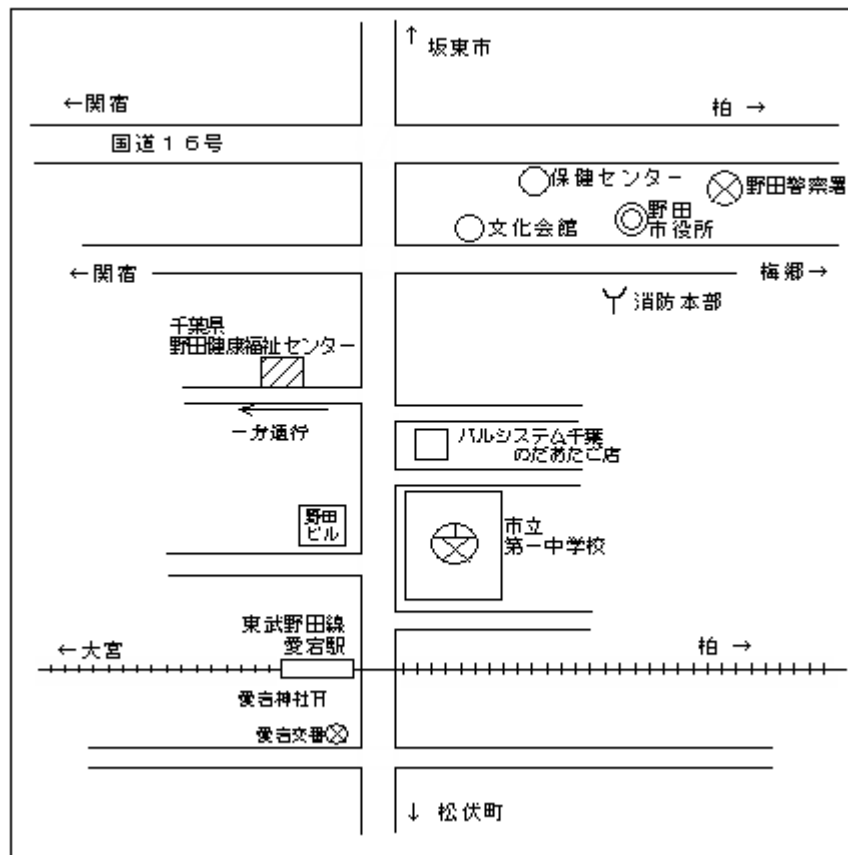 ↑ 坂東市
←関宿
柏 →
国道16号
保健センター
野田警察署
文化会館
野田
市役所
←関宿
梅郷→
消防本部
千葉県
野田健康福祉センター
←
一方通行
パルシステム千葉
のだあたご店
野田
ビル
市立
第一中学校
東武野田線
愛宕駅
←大宮
柏 →
愛宕神社
愛宕交番
↓ 松伏町